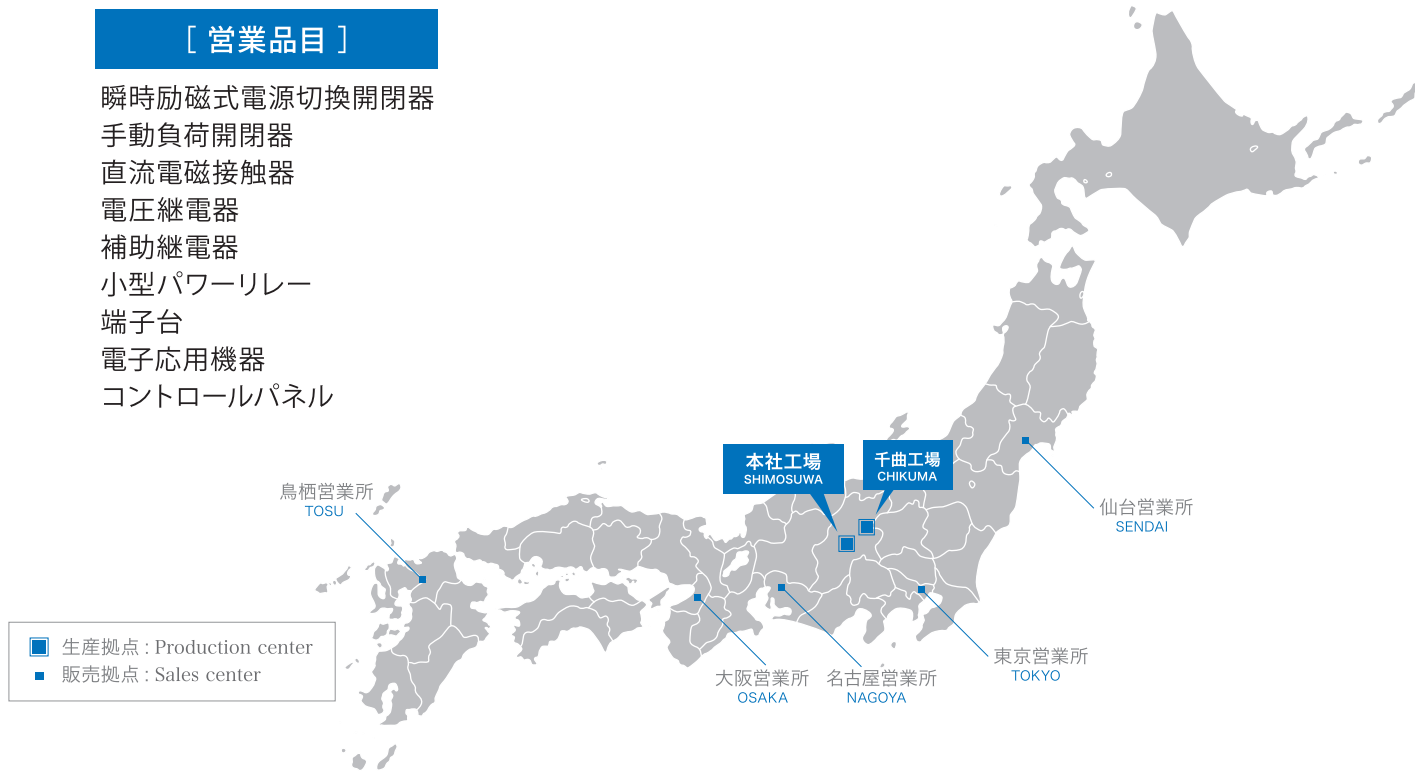 [ 営業品目 ]
瞬時励磁式電源切換開閉器
手動負荷開閉器
直流電磁接触器
電圧継電器
補助継電器
小型パワーリレー
端子台
電子応用機器
コントロールパネル
本社工場
SHIMOSUWA
千曲工場
CHIKUMA
鳥栖営業所
TOSU
仙台営業所
SENDAI
生産拠点 : Production center
販売拠点 : Sales center
大阪営業所
OSAKA
名古屋営業所
NAGOYA
東京営業所
TOKYO